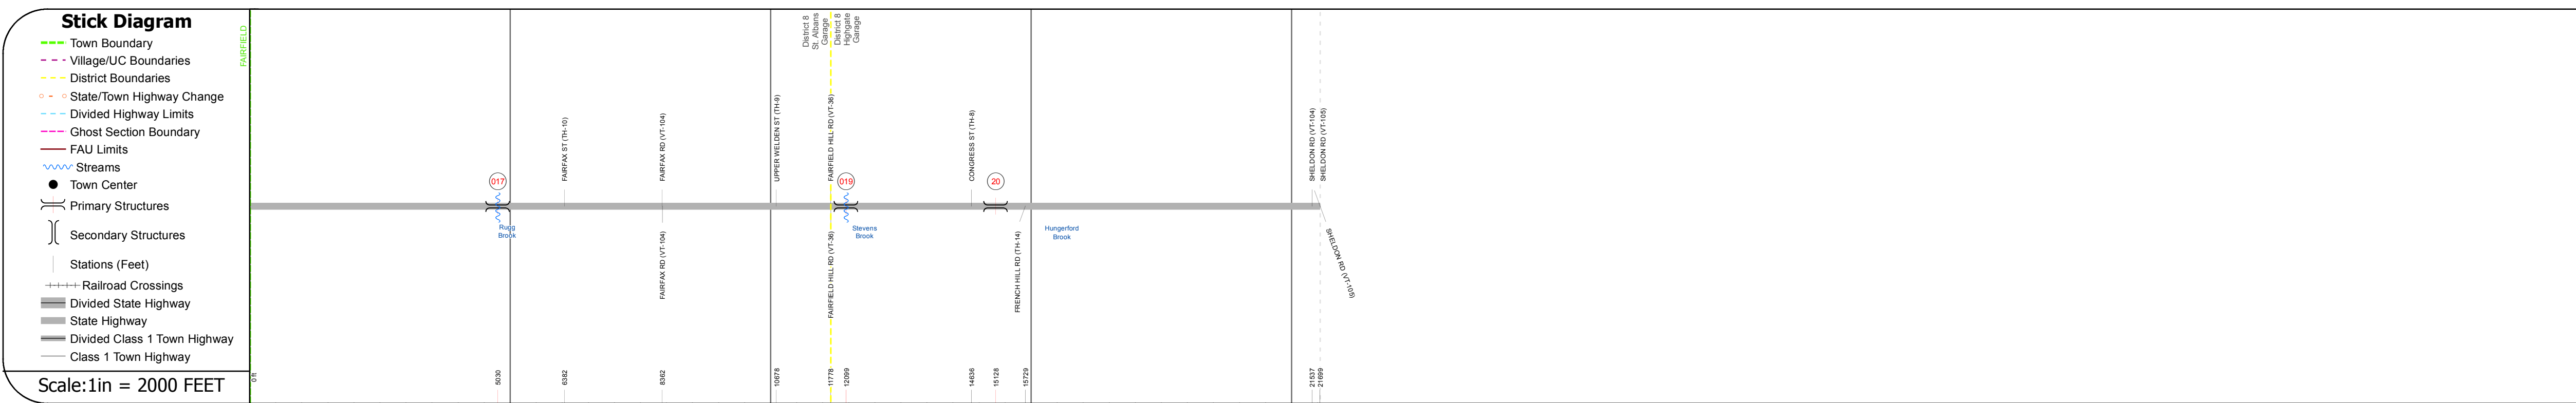 Stick Diagram
Town Boundary
Village/UC Boundaries
District Boundaries
State/Town Highway Change
Divided Highway Limits
Ghost Section Boundary
FAU Limits
Streams
Town Center
Primary Structures
Secondary Structures
Stations (Feet)
Railroad Crossings
Divided State Highway
State Highway
Divided Class 1 Town Highway
Class 1 Town Highway
Scale:1in = 2000 FEET
FAIRFIELD
District 8
St. Albans
Garage
District 8
Highgate
Garage
FAIRFAX ST (TH-10)
FAIRFAX RD (VT-104)
UPPER WELDEN ST (TH-9)
FAIRFIELD HILL RD (VT-36)
CONGRESS ST (TH-8)
SHELDON RD (VT-104)
SHELDON RD (VT-105)
017
019
20
Rugg
Brook
Stevens
Brook
Hungerford
Brook
FAIRFAX RD (VT-104)
FAIRFIELD HILL RD (VT-36)
FRENCH HILL RD (TH-14)
SHELDON RD (VT-105)
0 ft
5030
6382
8362
10678
11778
12099
14636
15128
15729
21537
21699